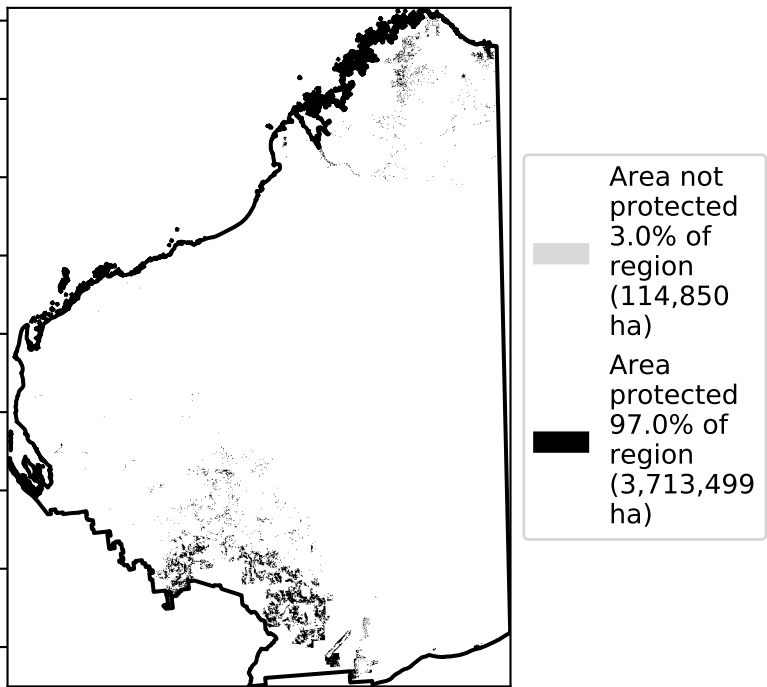 Area not
protected
3.0% of
region
(114,850
ha)
Area
protected
97.0% of
region
(3,713,499
ha)